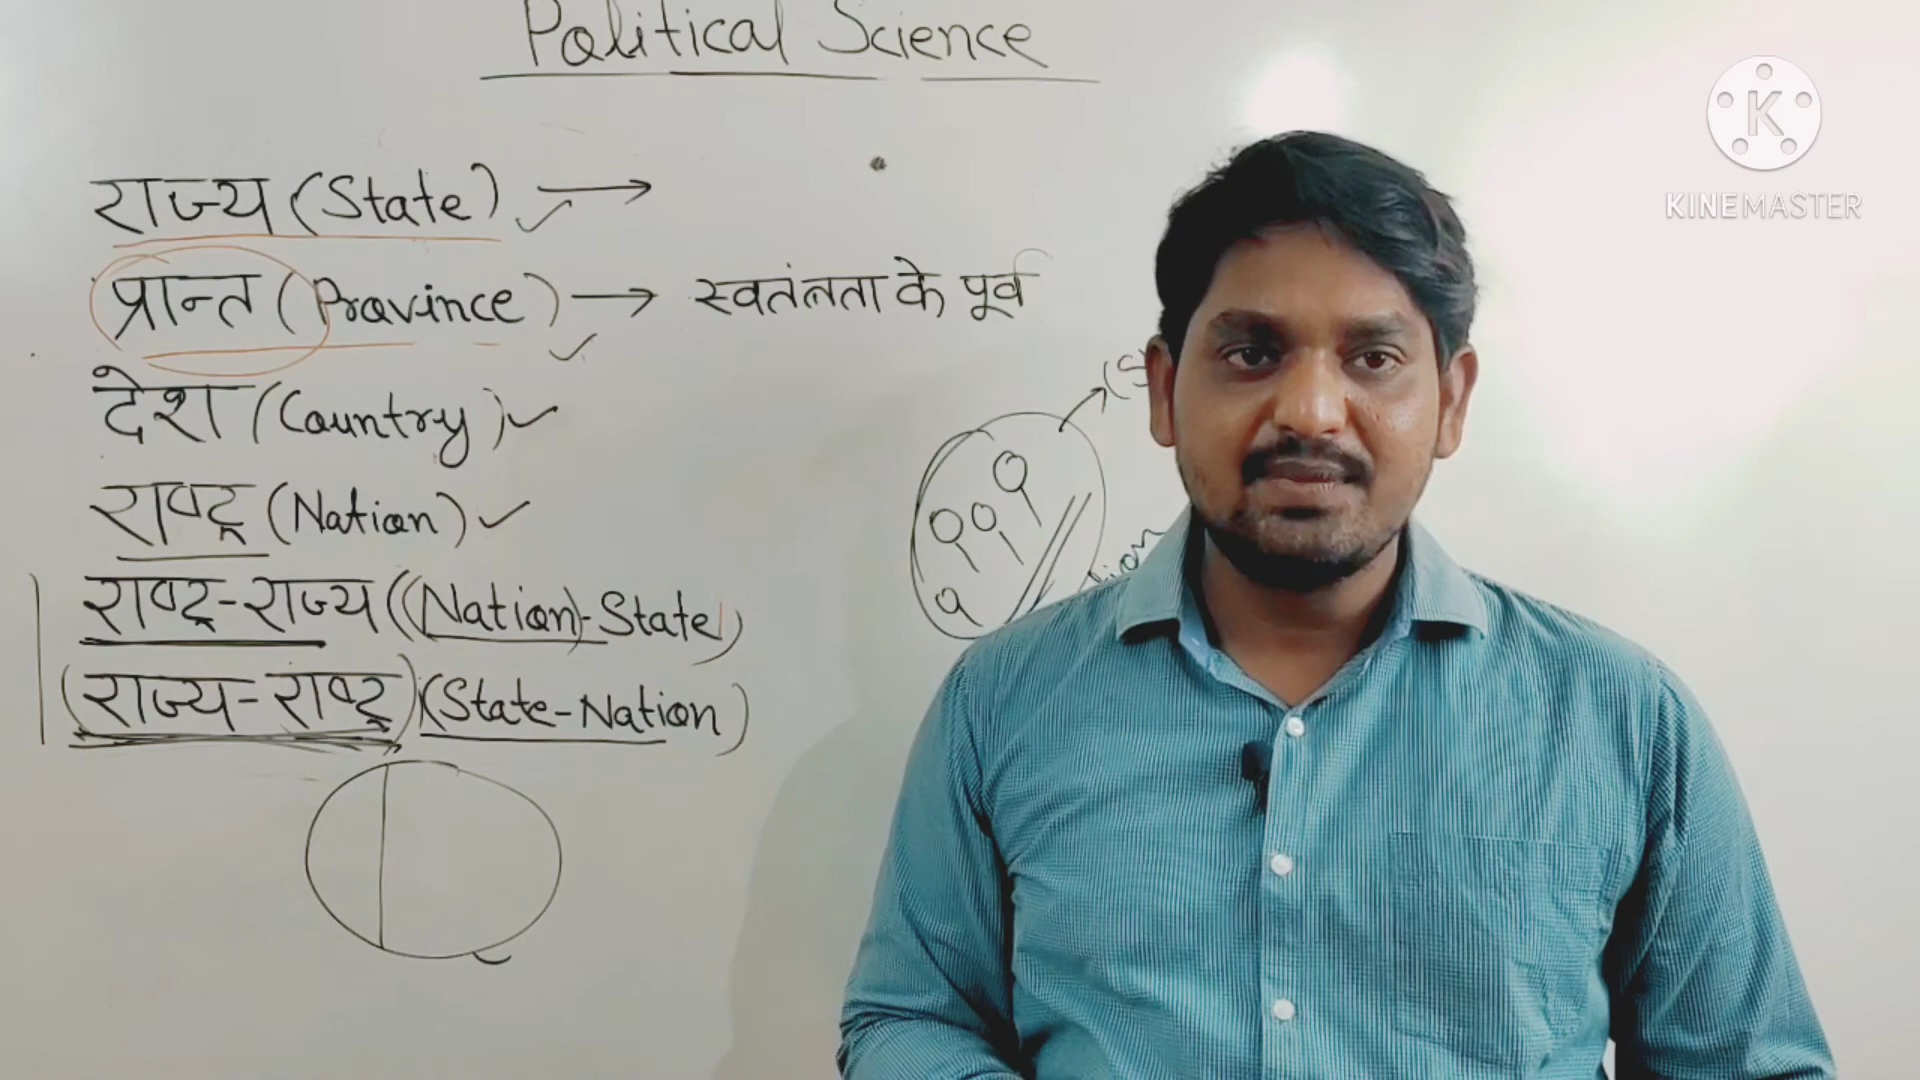 Political Science
राज्य (State) →
प्रान्त (Province) → स्वतंत्रता के पूर्व
देश (Country)
राष्ट्र (Nation)
राष्ट्र-राज्य ((Nation)-State)
(राज्य-राष्ट्र) (State-Nation)
K
KINEMASTER